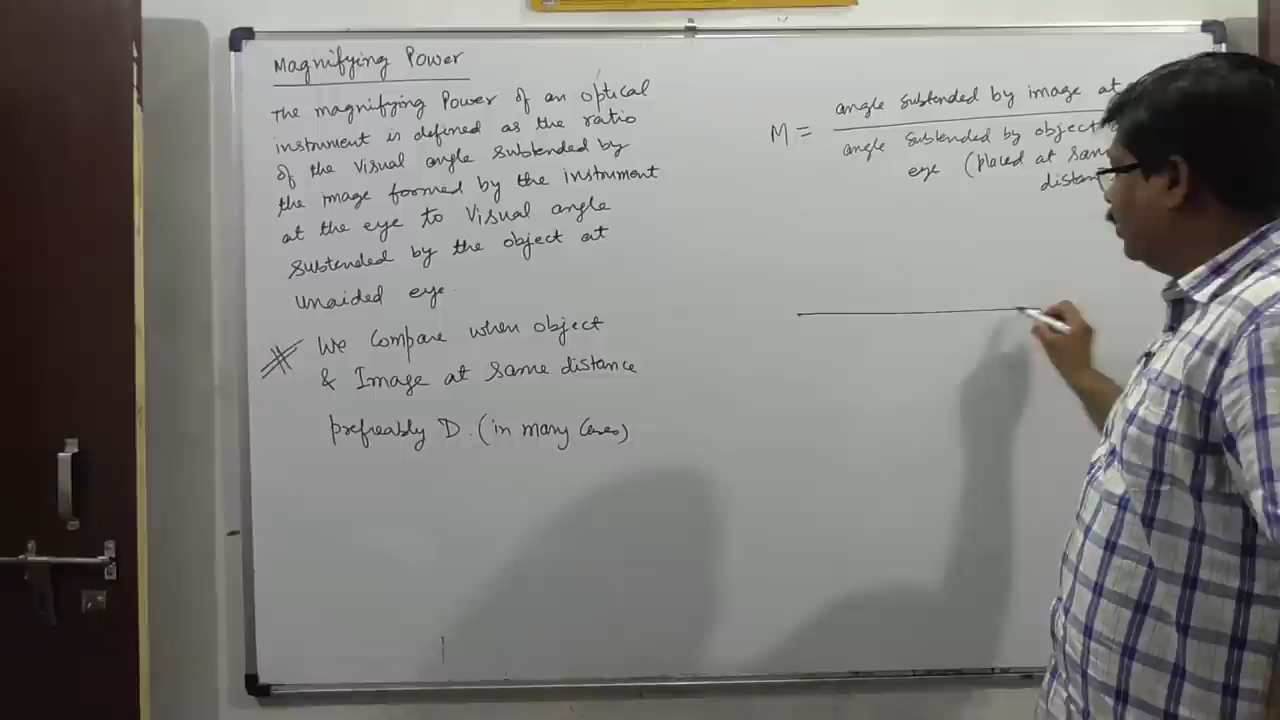 Magnifying Power
The magnifying Power of an optical
instrument is defined as the ratio
of the visual angle subtended by
the image formed by the instrument
at the eye to visual angle
subtended by the object at
unaided eye.
We Compare when object
& Image at same distance
prefreably D. (in many Cases)
M = angle subtended by image at
angle subtended by object
eye (placed at same
distan